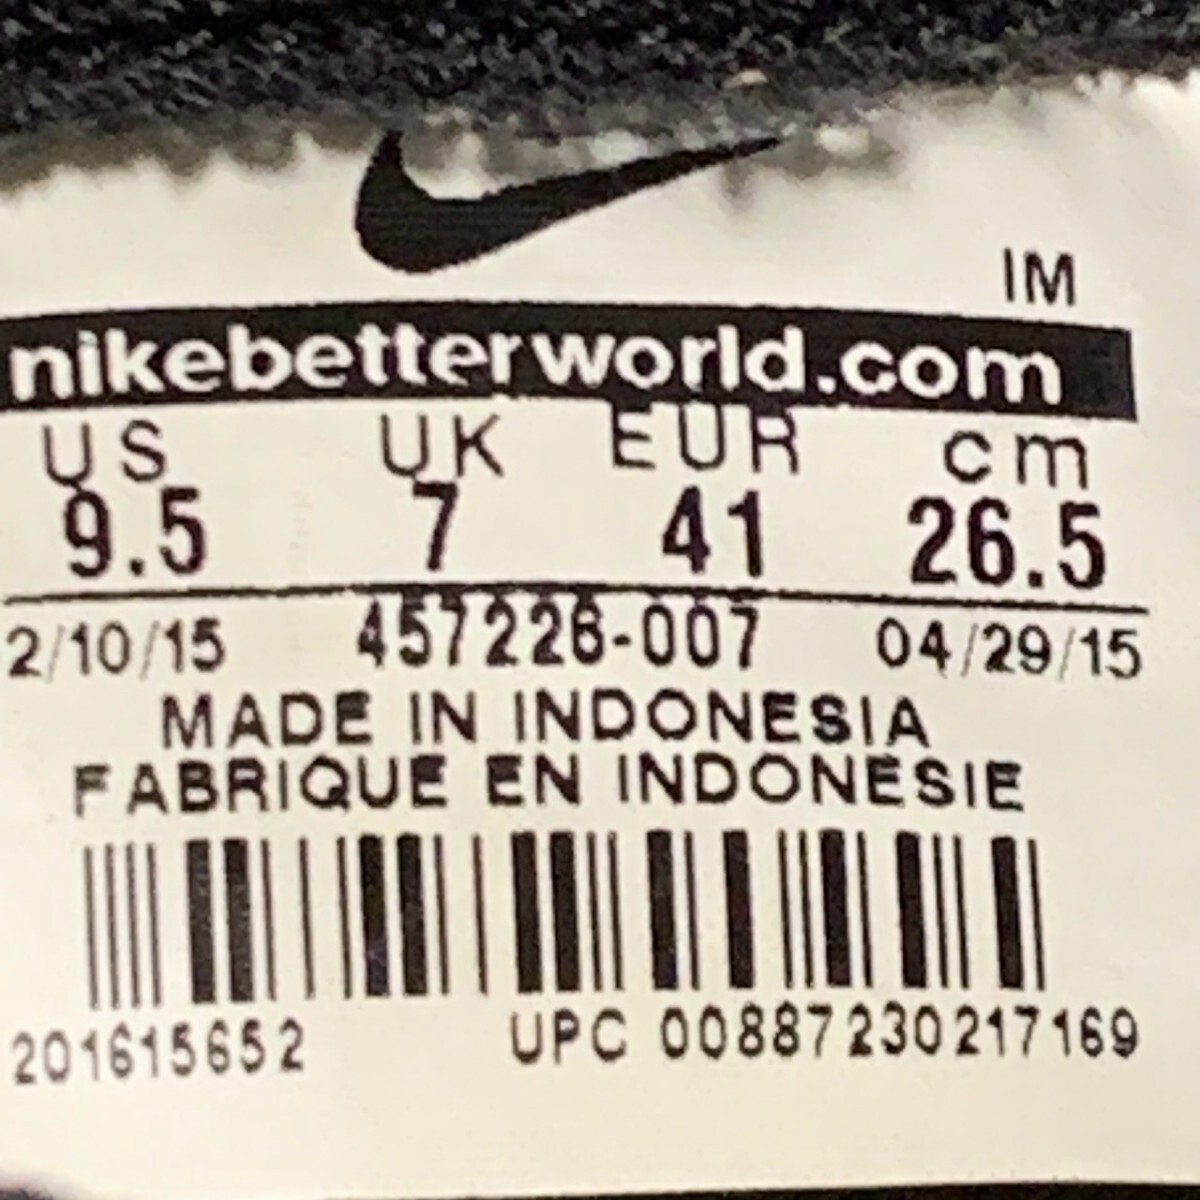 IM
nikebetterworld.com
US UK EUR cm
9.5 7 41 26.5
2/10/15 457226-007 04/29/15
MADE IN INDONESIA
FABRIQUE EN INDONESIE
201615652 UPC 00887230217169